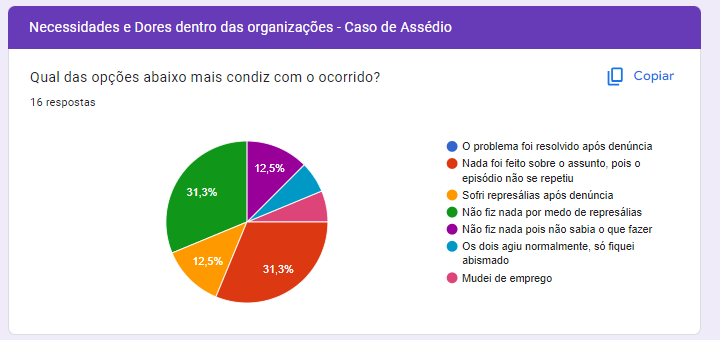 Necessidades e Dores dentro das organizações - Caso de Assédio
Qual das opções abaixo mais condiz com o ocorrido?
Copiar
16 respostas
12,5%
31,3%
12,5%
31,3%
O problema foi resolvido após denúncia
Nada foi feito sobre o assunto, pois o
episódio não se repetiu
Sofri represálias após denúncia
Não fiz nada por medo de represálias
Não fiz nada pois não sabia o que fazer
Os dois agiu normalmente, só fiquei
abismado
Mudei de emprego